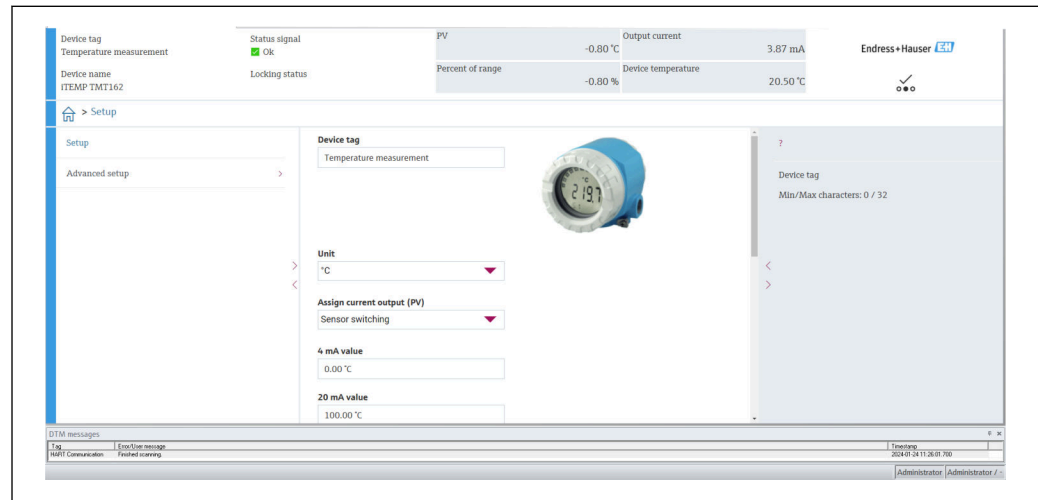 Device tag
Temperature measurement
Status signal
Ok
PV
-0.80 °C
Output current
3.87 mA
Endress+Hauser
EH
Device name
iTEMP TMT162
Locking status
Percent of range
-0.80 %
Device temperature
20.50 °C
> Setup
Setup
Advanced setup >
Device tag
Temperature measurement
°C
219.7
?
Device tag
Min/Max characters: 0 / 32
Unit
°C
Assign current output (PV)
Sensor switching
4 mA value
0.00 °C
20 mA value
100.00 °C
DTM messages
Tag Error/User message Timestamp
HART Communication Finished scanning. 2024-01-24 11:26:01.700
Administrator Administrator / -